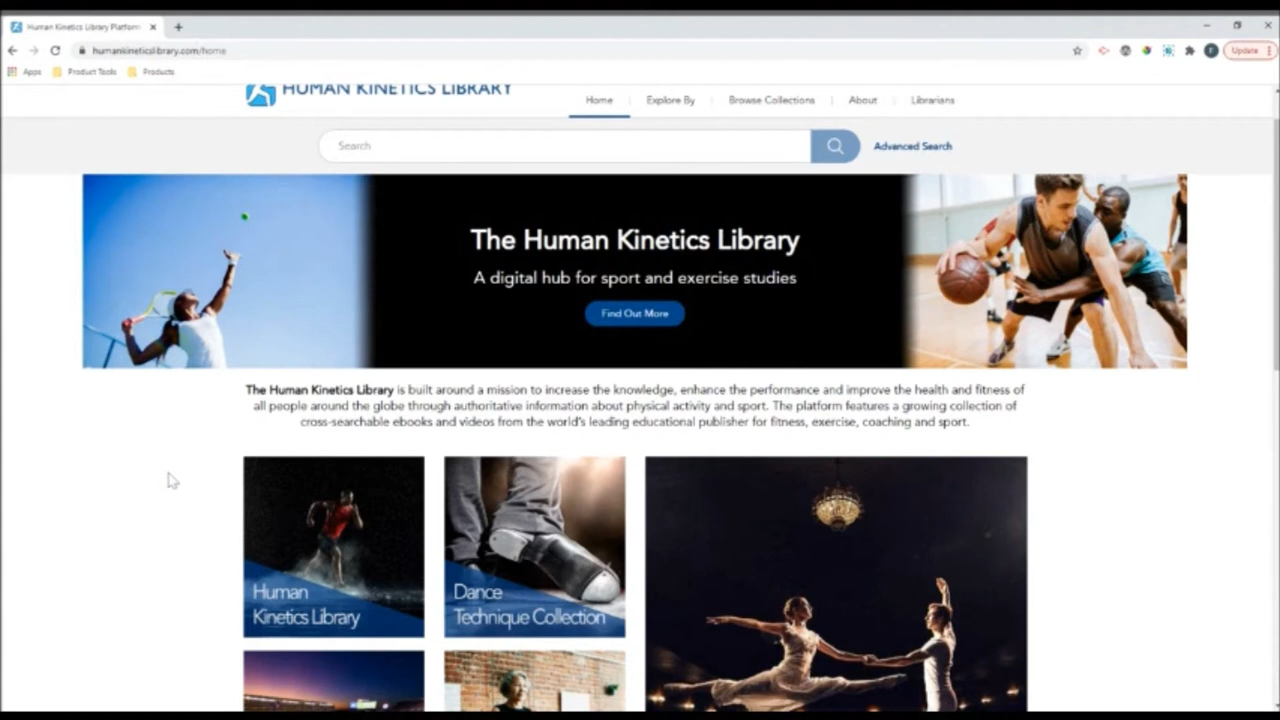 Human Kinetics Library Platform
humankineticslibrary.com/home
Update
Apps
Product Tools
Products
HUMAN KINETICS LIBRARY
Home
Explore By
Browse Collections
About
Librarians
Search
Advanced Search
The Human Kinetics Library
A digital hub for sport and exercise studies
Find Out More
The Human Kinetics Library is built around a mission to increase the knowledge, enhance the performance and improve the health and fitness of
all people around the globe through authoritative information about physical activity and sport. The platform features a growing collection of
cross-searchable ebooks and videos from the world's leading educational publisher for fitness, exercise, coaching and sport.
Human
Kinetics Library
Dance
Technique Collection